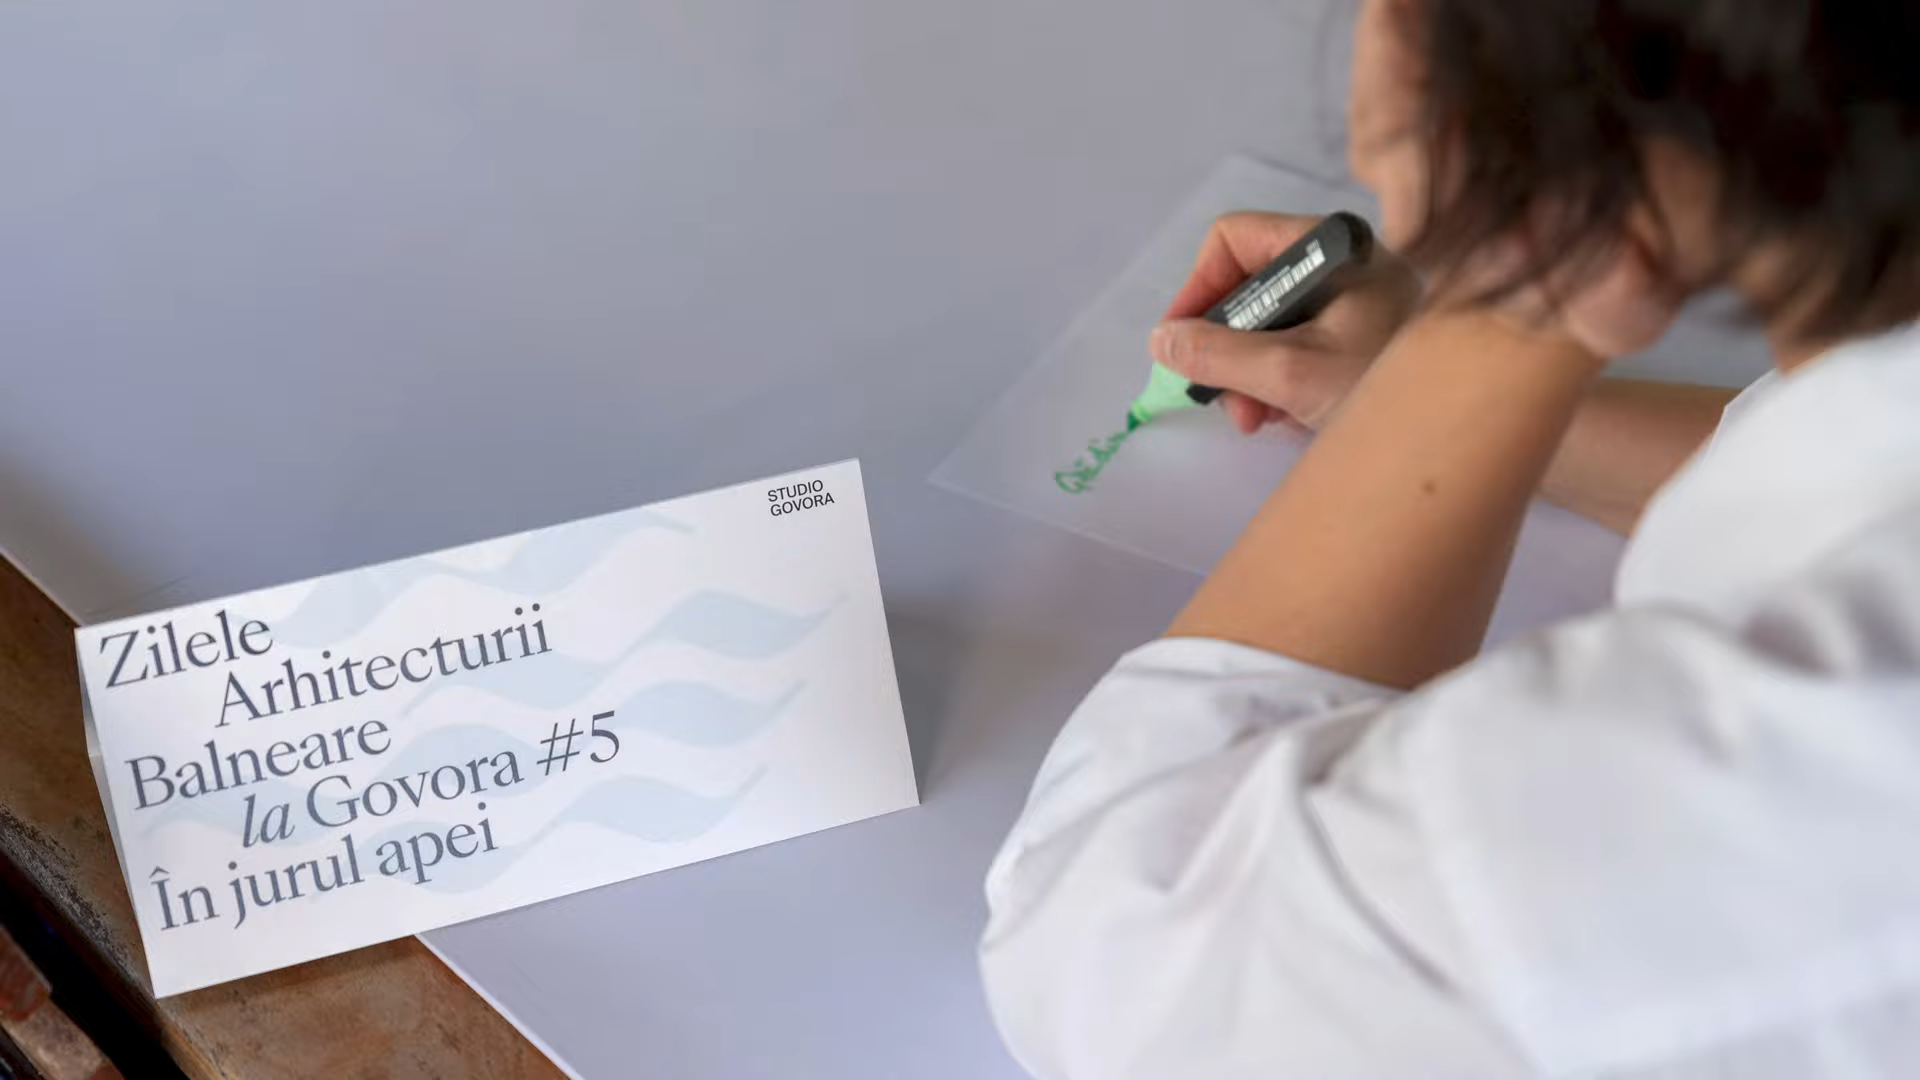 STUDIO
GOVORA
Zilele
Arhitecturii
Balneare
la Govora #5
În jurul apei